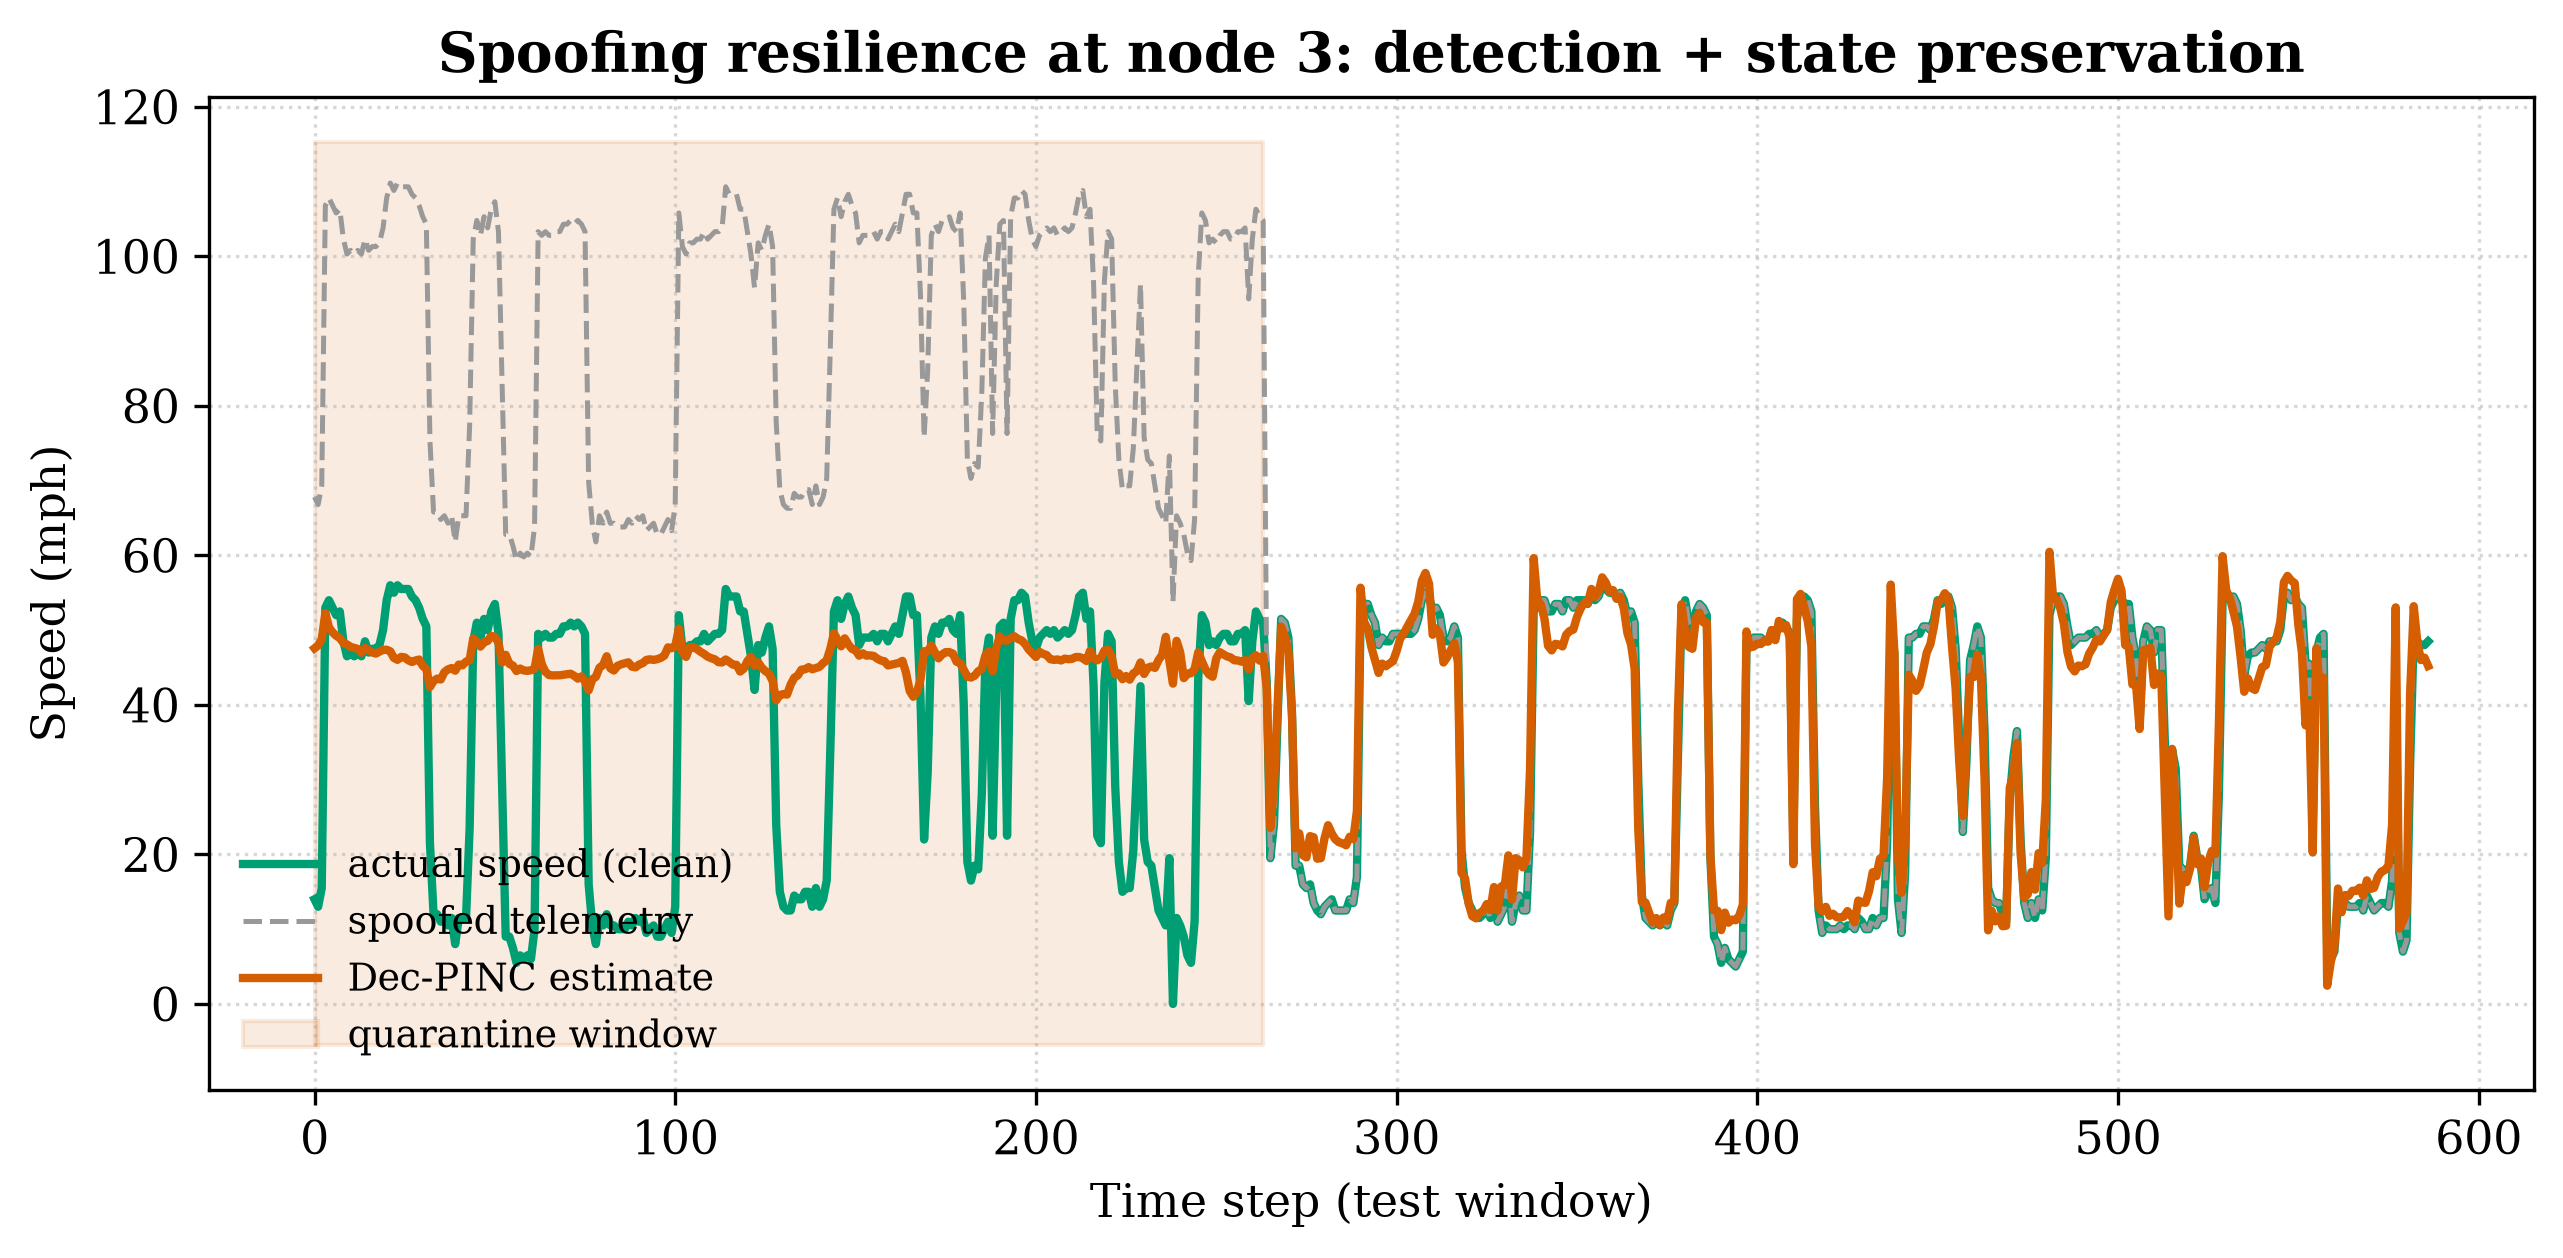 Spoofing resilience at node 3: detection + state preservation
120
100
80
60
40
20
0
Speed (mph)
actual speed (clean)
spoofed telemetry
Dec-PINC estimate
quarantine window
0 100 200 300 400 500 600
Time step (test window)